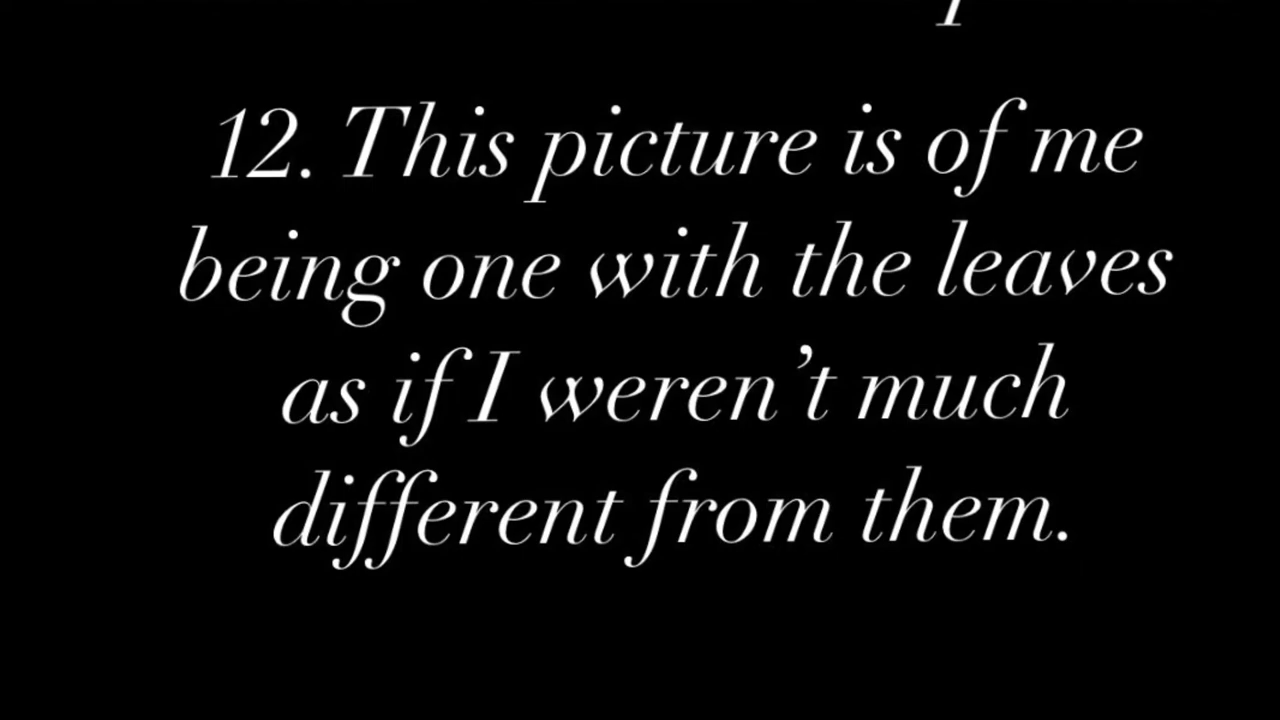 12. This picture is of me
being one with the leaves
as if I weren’t much
different from them.